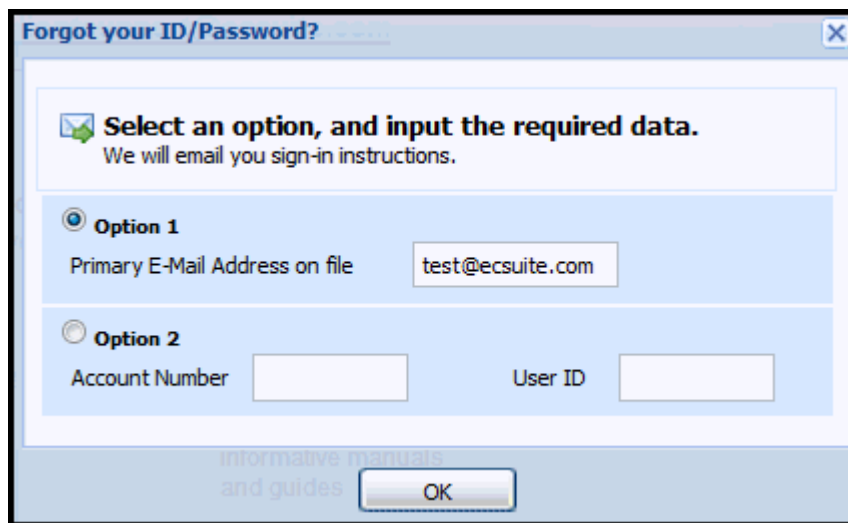 Forgot your ID/Password?
Select an option, and input the required data.
We will email you sign-in instructions.
Option 1
Primary E-Mail Address on file test@ecsuite.com
Option 2
Account Number User ID
informative manuals
and guides
OK